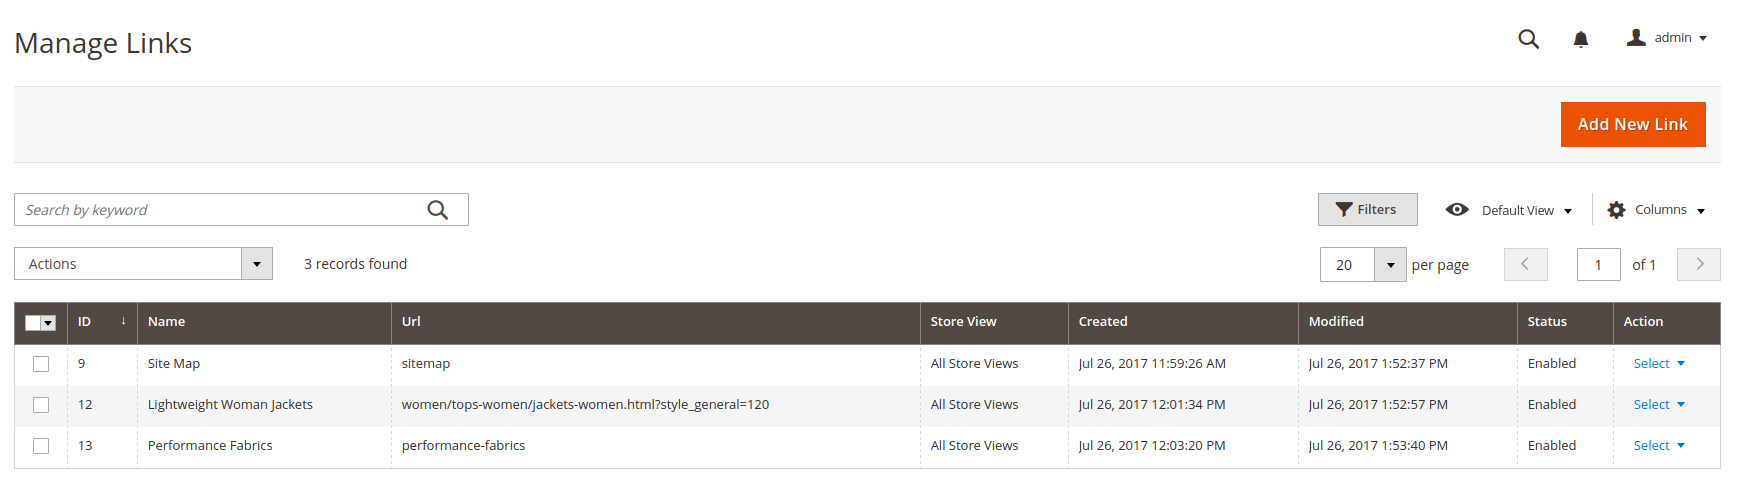 Manage Links
admin
Add New Link
Search by keyword
Filters
Default View
Columns
Actions
3 records found
20 per page
1 of 1
ID ↓ Name Url Store View Created Modified Status Action
9 Site Map sitemap All Store Views Jul 26, 2017 11:59:26 AM Jul 26, 2017 1:52:37 PM Enabled Select
12 Lightweight Woman Jackets women/tops-women/jackets-women.html?style_general=120 All Store Views Jul 26, 2017 12:01:34 PM Jul 26, 2017 1:52:57 PM Enabled Select
13 Performance Fabrics performance-fabrics All Store Views Jul 26, 2017 12:03:20 PM Jul 26, 2017 1:53:40 PM Enabled Select